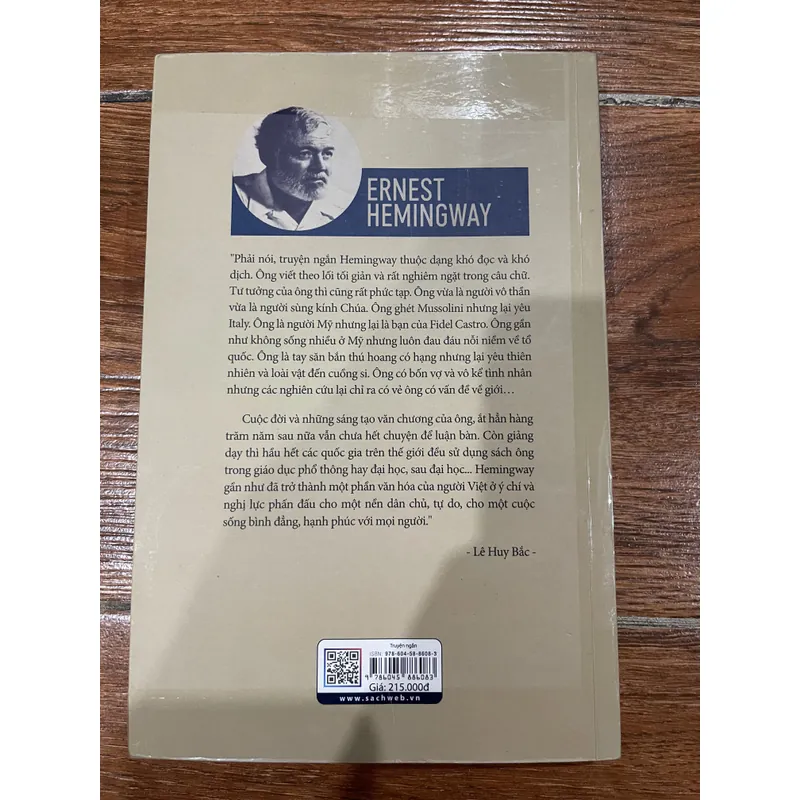 ERNEST
HEMINGWAY
"Phải nói, truyện ngắn Hemingway thuộc dạng khó đọc và khó
dịch. Ông viết theo lối tối giản và rất nghiêm ngặt trong câu chữ.
Tư tưởng của ông thì cũng rất phức tạp. Ông vừa là người vô thần
vừa là người sùng kính Chúa. Ông ghét Mussolini nhưng lại yêu
Italy. Ông là người Mỹ nhưng lại là bạn của Fidel Castro. Ông gần
như không sống nhiều ở Mỹ nhưng luôn đau đáu nỗi niềm về tổ
quốc. Ông là tay săn bắn thú hoang có hạng nhưng lại yêu thiên
nhiên và loài vật đến cuồng si. Ông có bốn vợ và vô kể tình nhân
nhưng các nghiên cứu lại chỉ ra có vẻ ông có vấn đề về giới…
Cuộc đời và những sáng tạo văn chương của ông, ắt hẳn hàng
trăm năm sau nữa vẫn chưa hết chuyện để luận bàn. Còn giảng
dạy thì hầu hết các quốc gia trên thế giới đều sử dụng sách ông
trong giáo dục phổ thông hay đại học, sau đại học... Hemingway
gần như đã trở thành một phần văn hóa của người Việt ở ý chí và
nghị lực phấn đấu cho một nền dân chủ, tự do, cho một cuộc
sống bình đẳng, hạnh phúc với mọi người."
- Lê Huy Bắc -
Truyện ngắn
ISBN: 978-604-58-8608-3
9 786045 886083
Giá: 215.000đ
www.sachweb.vn